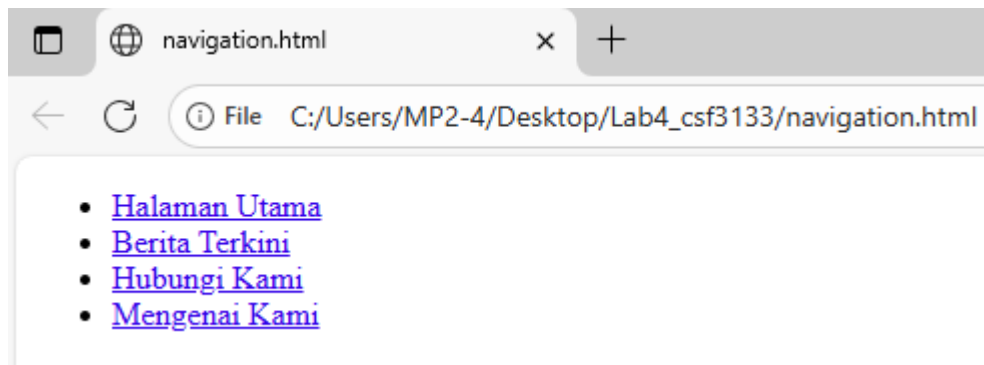 navigation.html
File C:/Users/MP2-4/Desktop/Lab4_csf3133/navigation.html
Halaman Utama
Berita Terkini
Hubungi Kami
Mengenai Kami